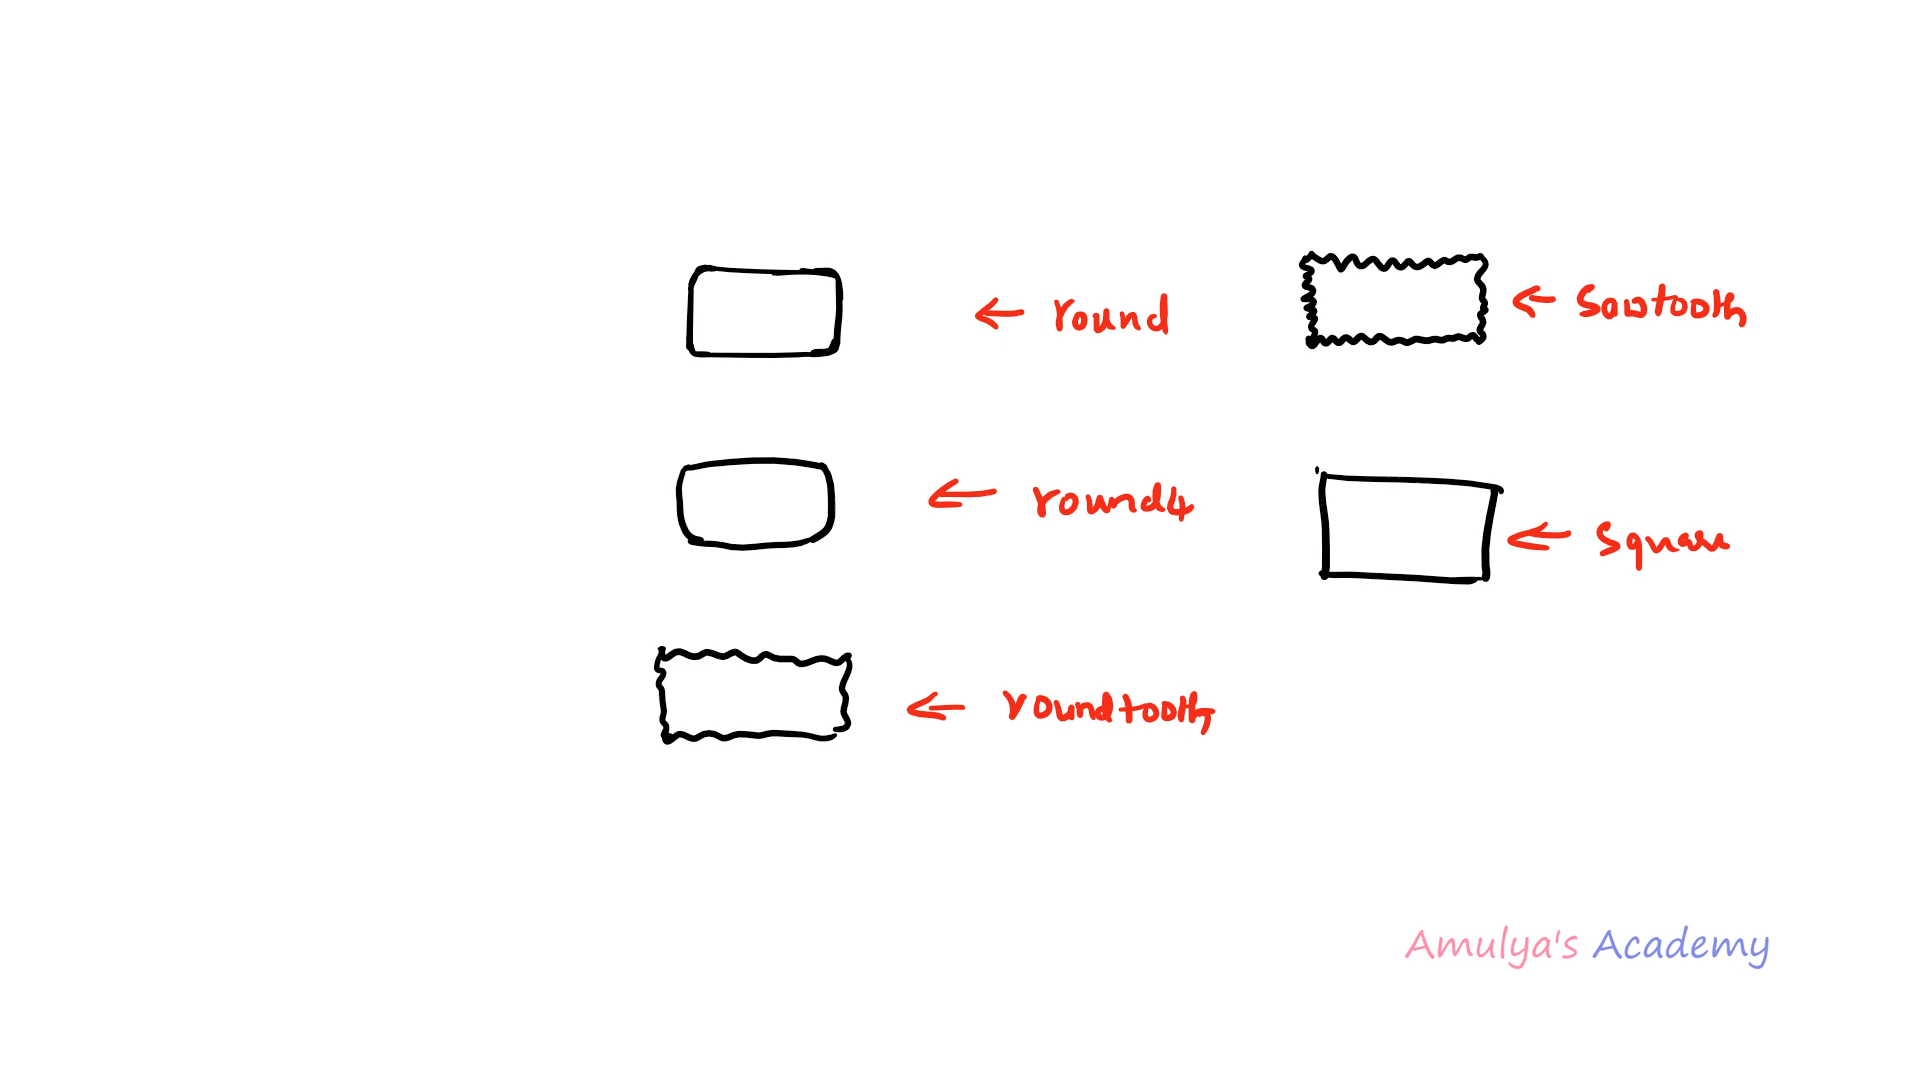 ← round
← sawtooth
← round4
← square
← roundtooth
Amulya's Academy